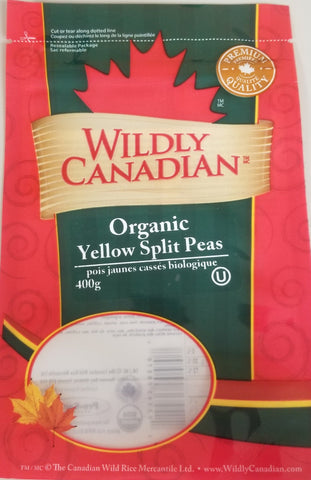 Cut or tear along dotted line
Coupez ou déchirez le long de la ligne pointillée
Resealable Package
Sac refermable
PREMIUM
PREMIÈRE
QUALITÉ
QUALITY
TM
MC
WILDLY
CANADIAN
Organic
Yellow Split Peas
pois jaunes cassés biologique
400g
U
TM / MC © The Canadian Wild Rice Mercantile Ltd. • www.WildlyCanadian.com